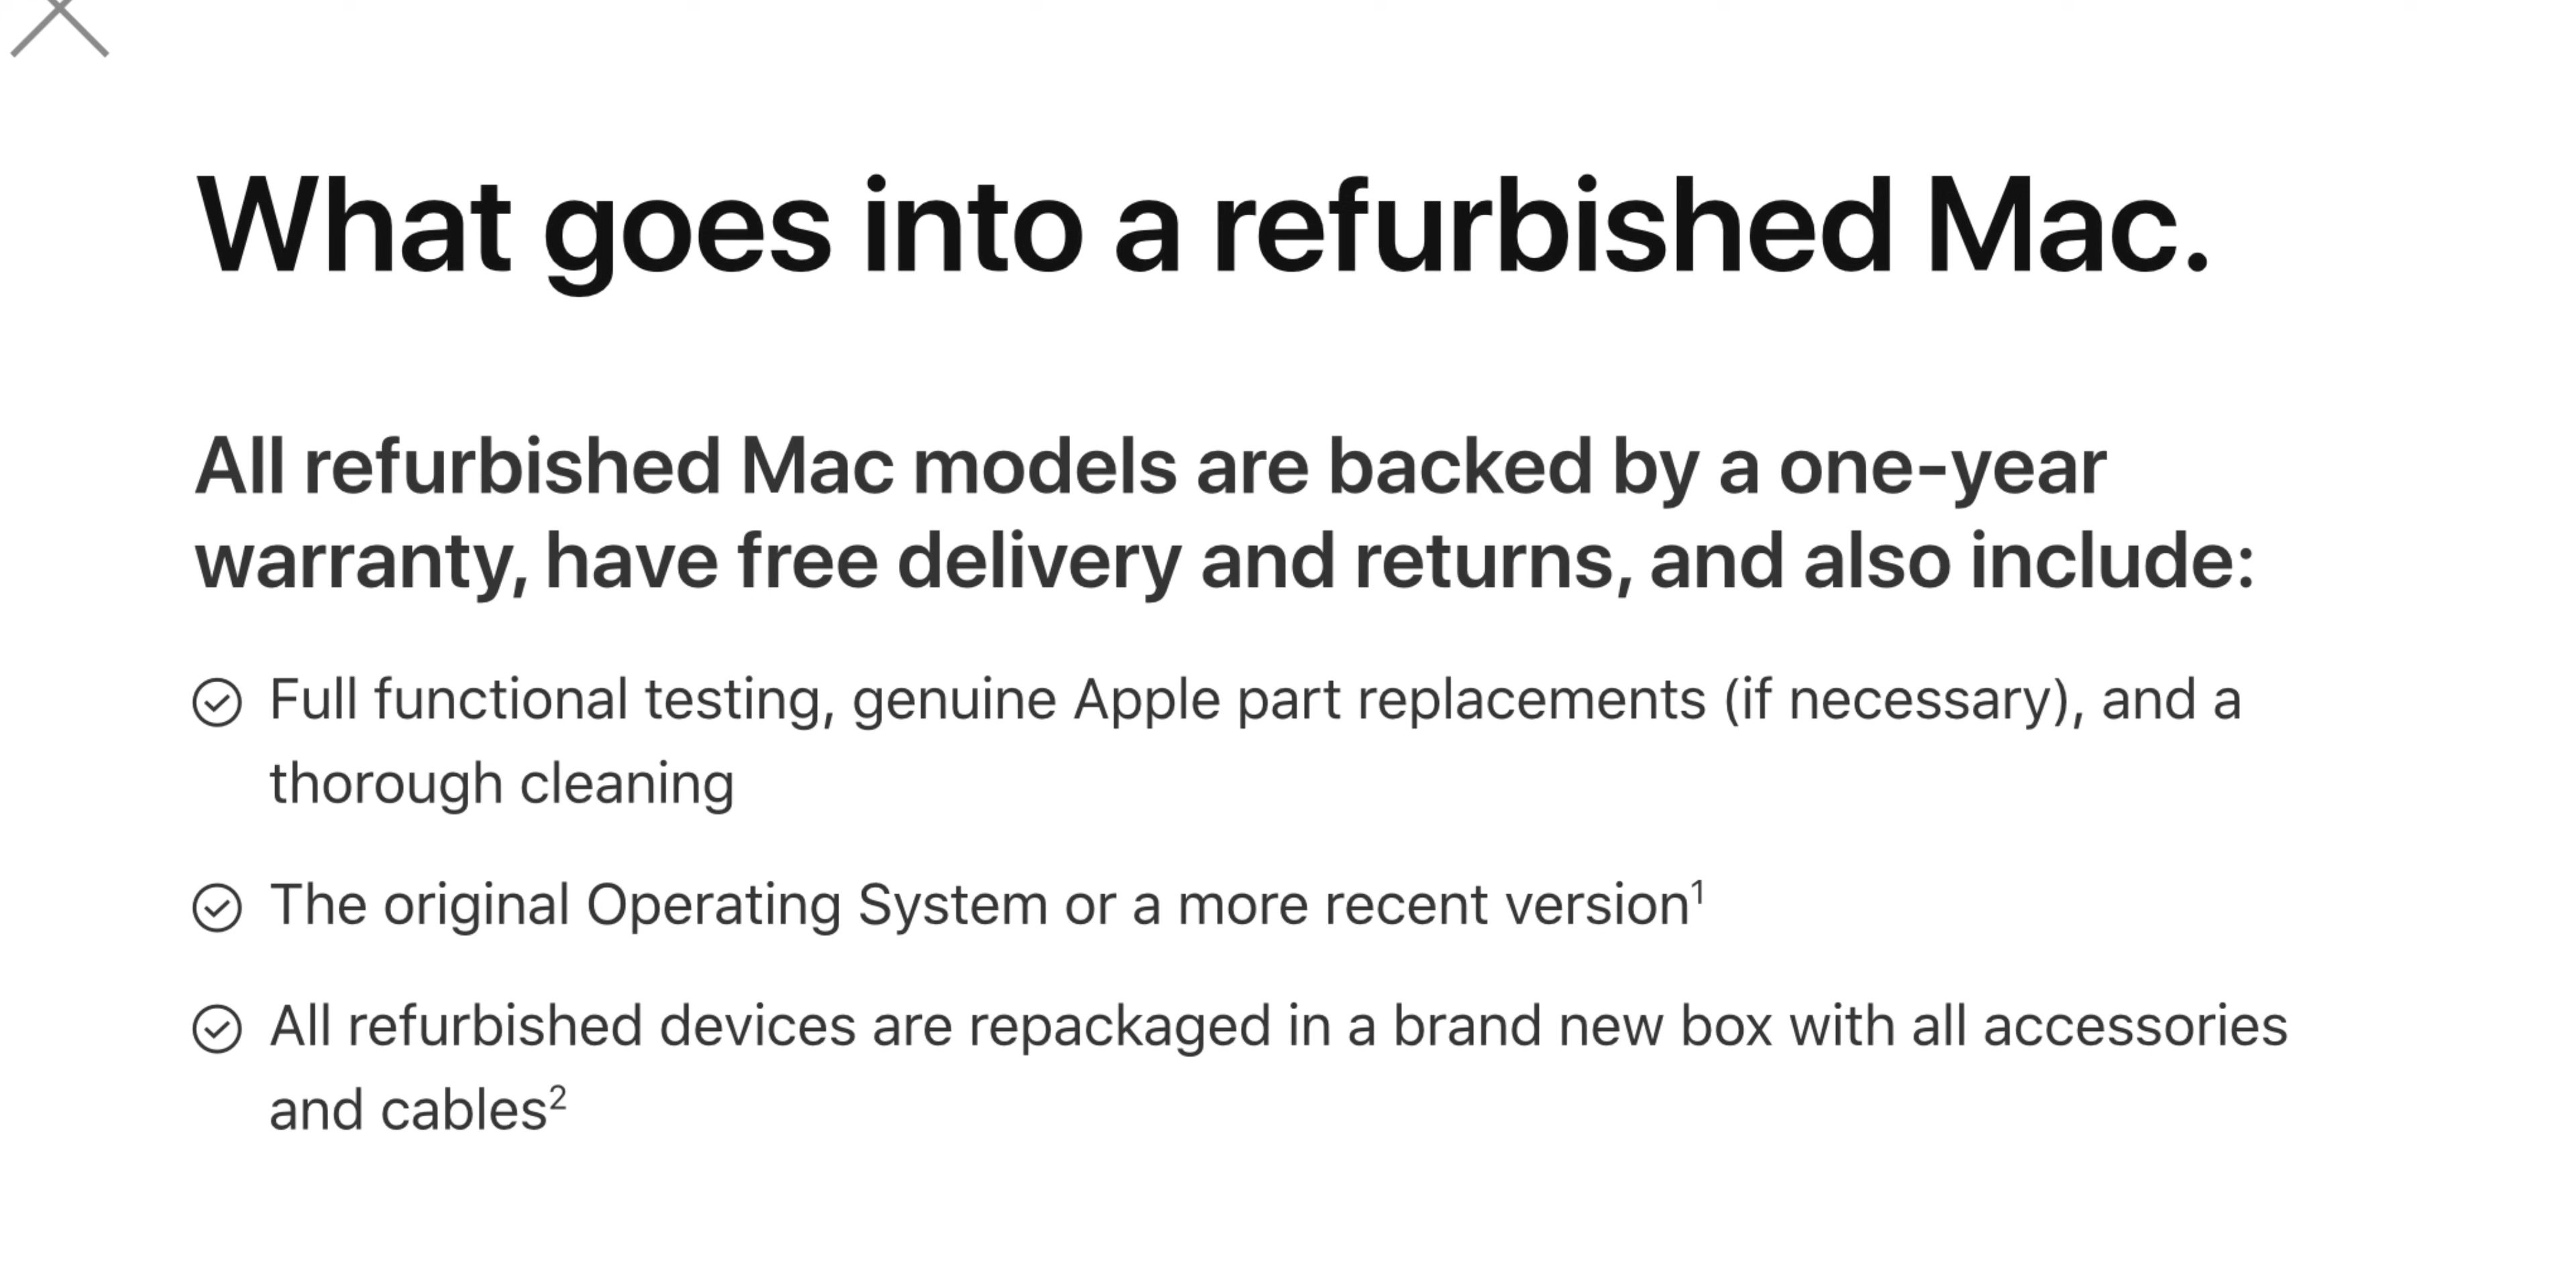 What goes into a refurbished Mac.
All refurbished Mac models are backed by a one-year
warranty, have free delivery and returns, and also include:
Full functional testing, genuine Apple part replacements (if necessary), and a
thorough cleaning
The original Operating System or a more recent version¹
All refurbished devices are repackaged in a brand new box with all accessories
and cables²